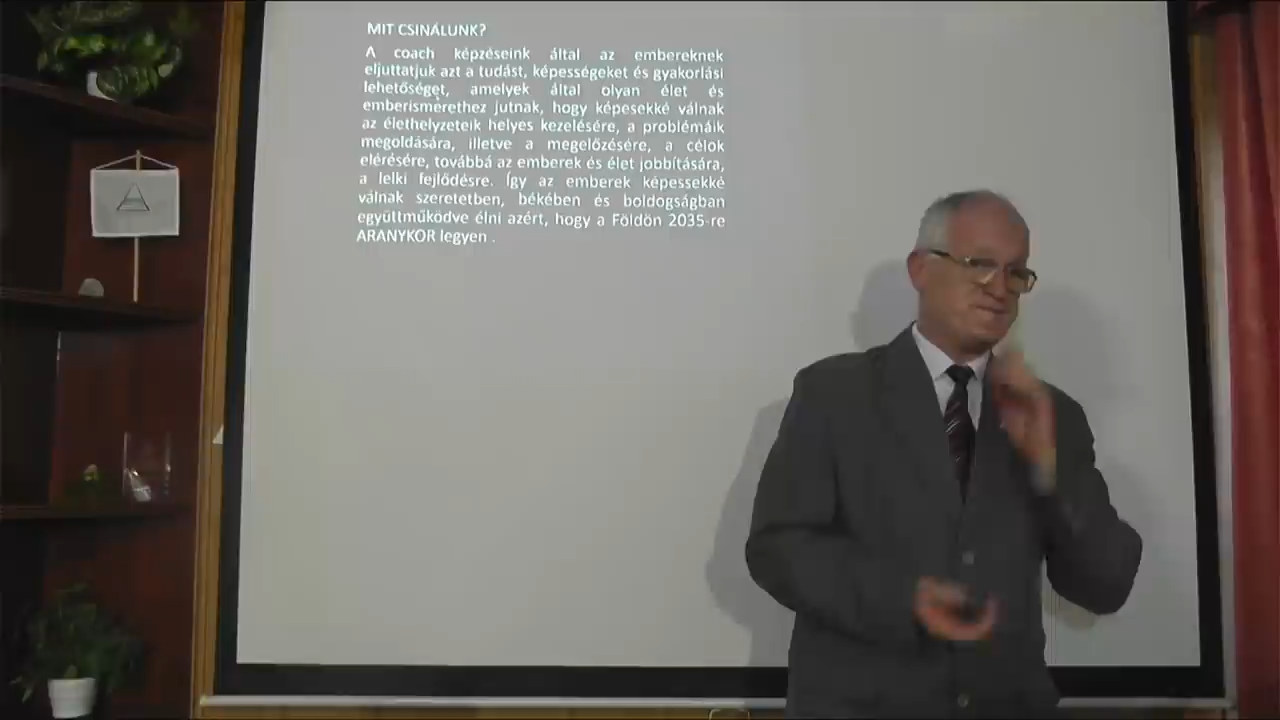 MIT CSINÁLUNK?
A coach képzéseink által az embereknek
eljuttatjuk azt a tudást, képességeket és gyakorlási
lehetőséget, amelyek által olyan élet és
emberismerethez jutnak, hogy képesekké válnak
az élethelyzeteik helyes kezelésére, a problémáik
megoldására, illetve a megelőzésére, a célok
elérésére, továbbá az emberek és élet jobbítására,
a lelki fejlődésre. Így az emberek képessekké
válnak szeretetben, békében és boldogságban
együttműködve élni azért, hogy a Földön 2035-re
ARANYKOR legyen .